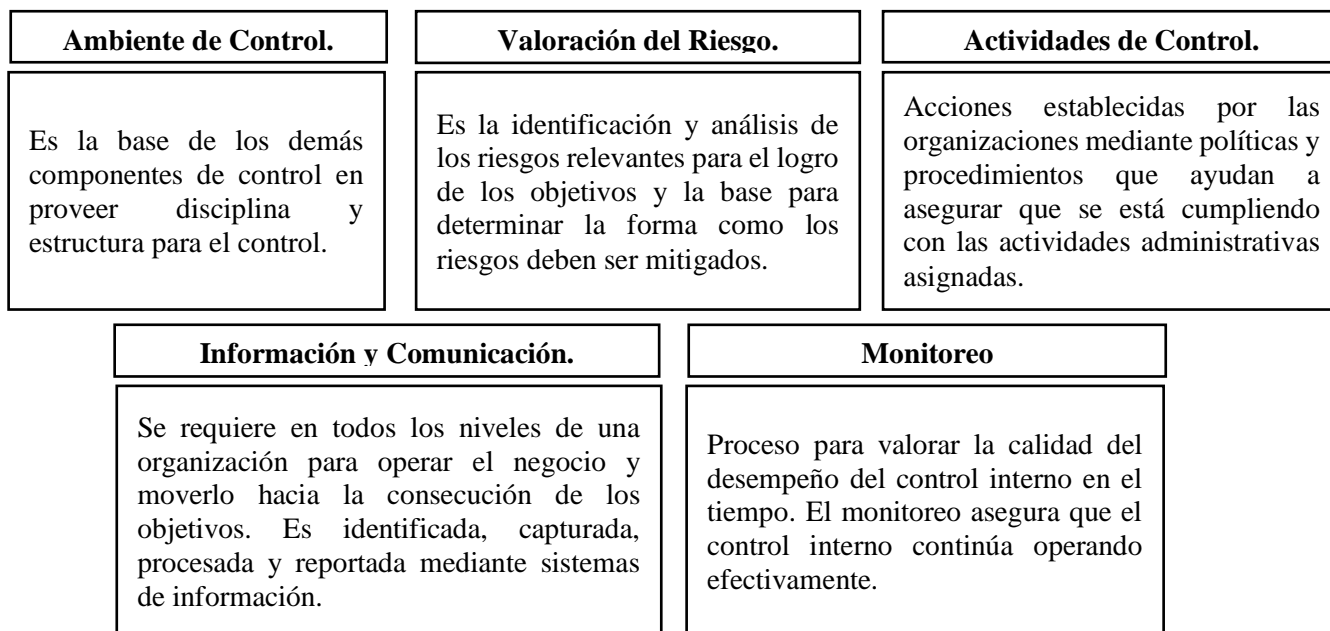 Ambiente de Control.
Es la base de los demás
componentes de control en
proveer disciplina y
estructura para el control.
Valoración del Riesgo.
Es la identificación y análisis de
los riesgos relevantes para el logro
de los objetivos y la base para
determinar la forma como los
riesgos deben ser mitigados.
Actividades de Control.
Acciones establecidas por las
organizaciones mediante políticas y
procedimientos que ayudan a
asegurar que se está cumpliendo
con las actividades administrativas
asignadas.
Información y Comunicación.
Se requiere en todos los niveles de una
organización para operar el negocio y
moverlo hacia la consecución de los
objetivos. Es identificada, capturada,
procesada y reportada mediante sistemas
de información.
Monitoreo
Proceso para valorar la calidad del
desempeño del control interno en el
tiempo. El monitoreo asegura que el
control interno continúa operando
efectivamente.